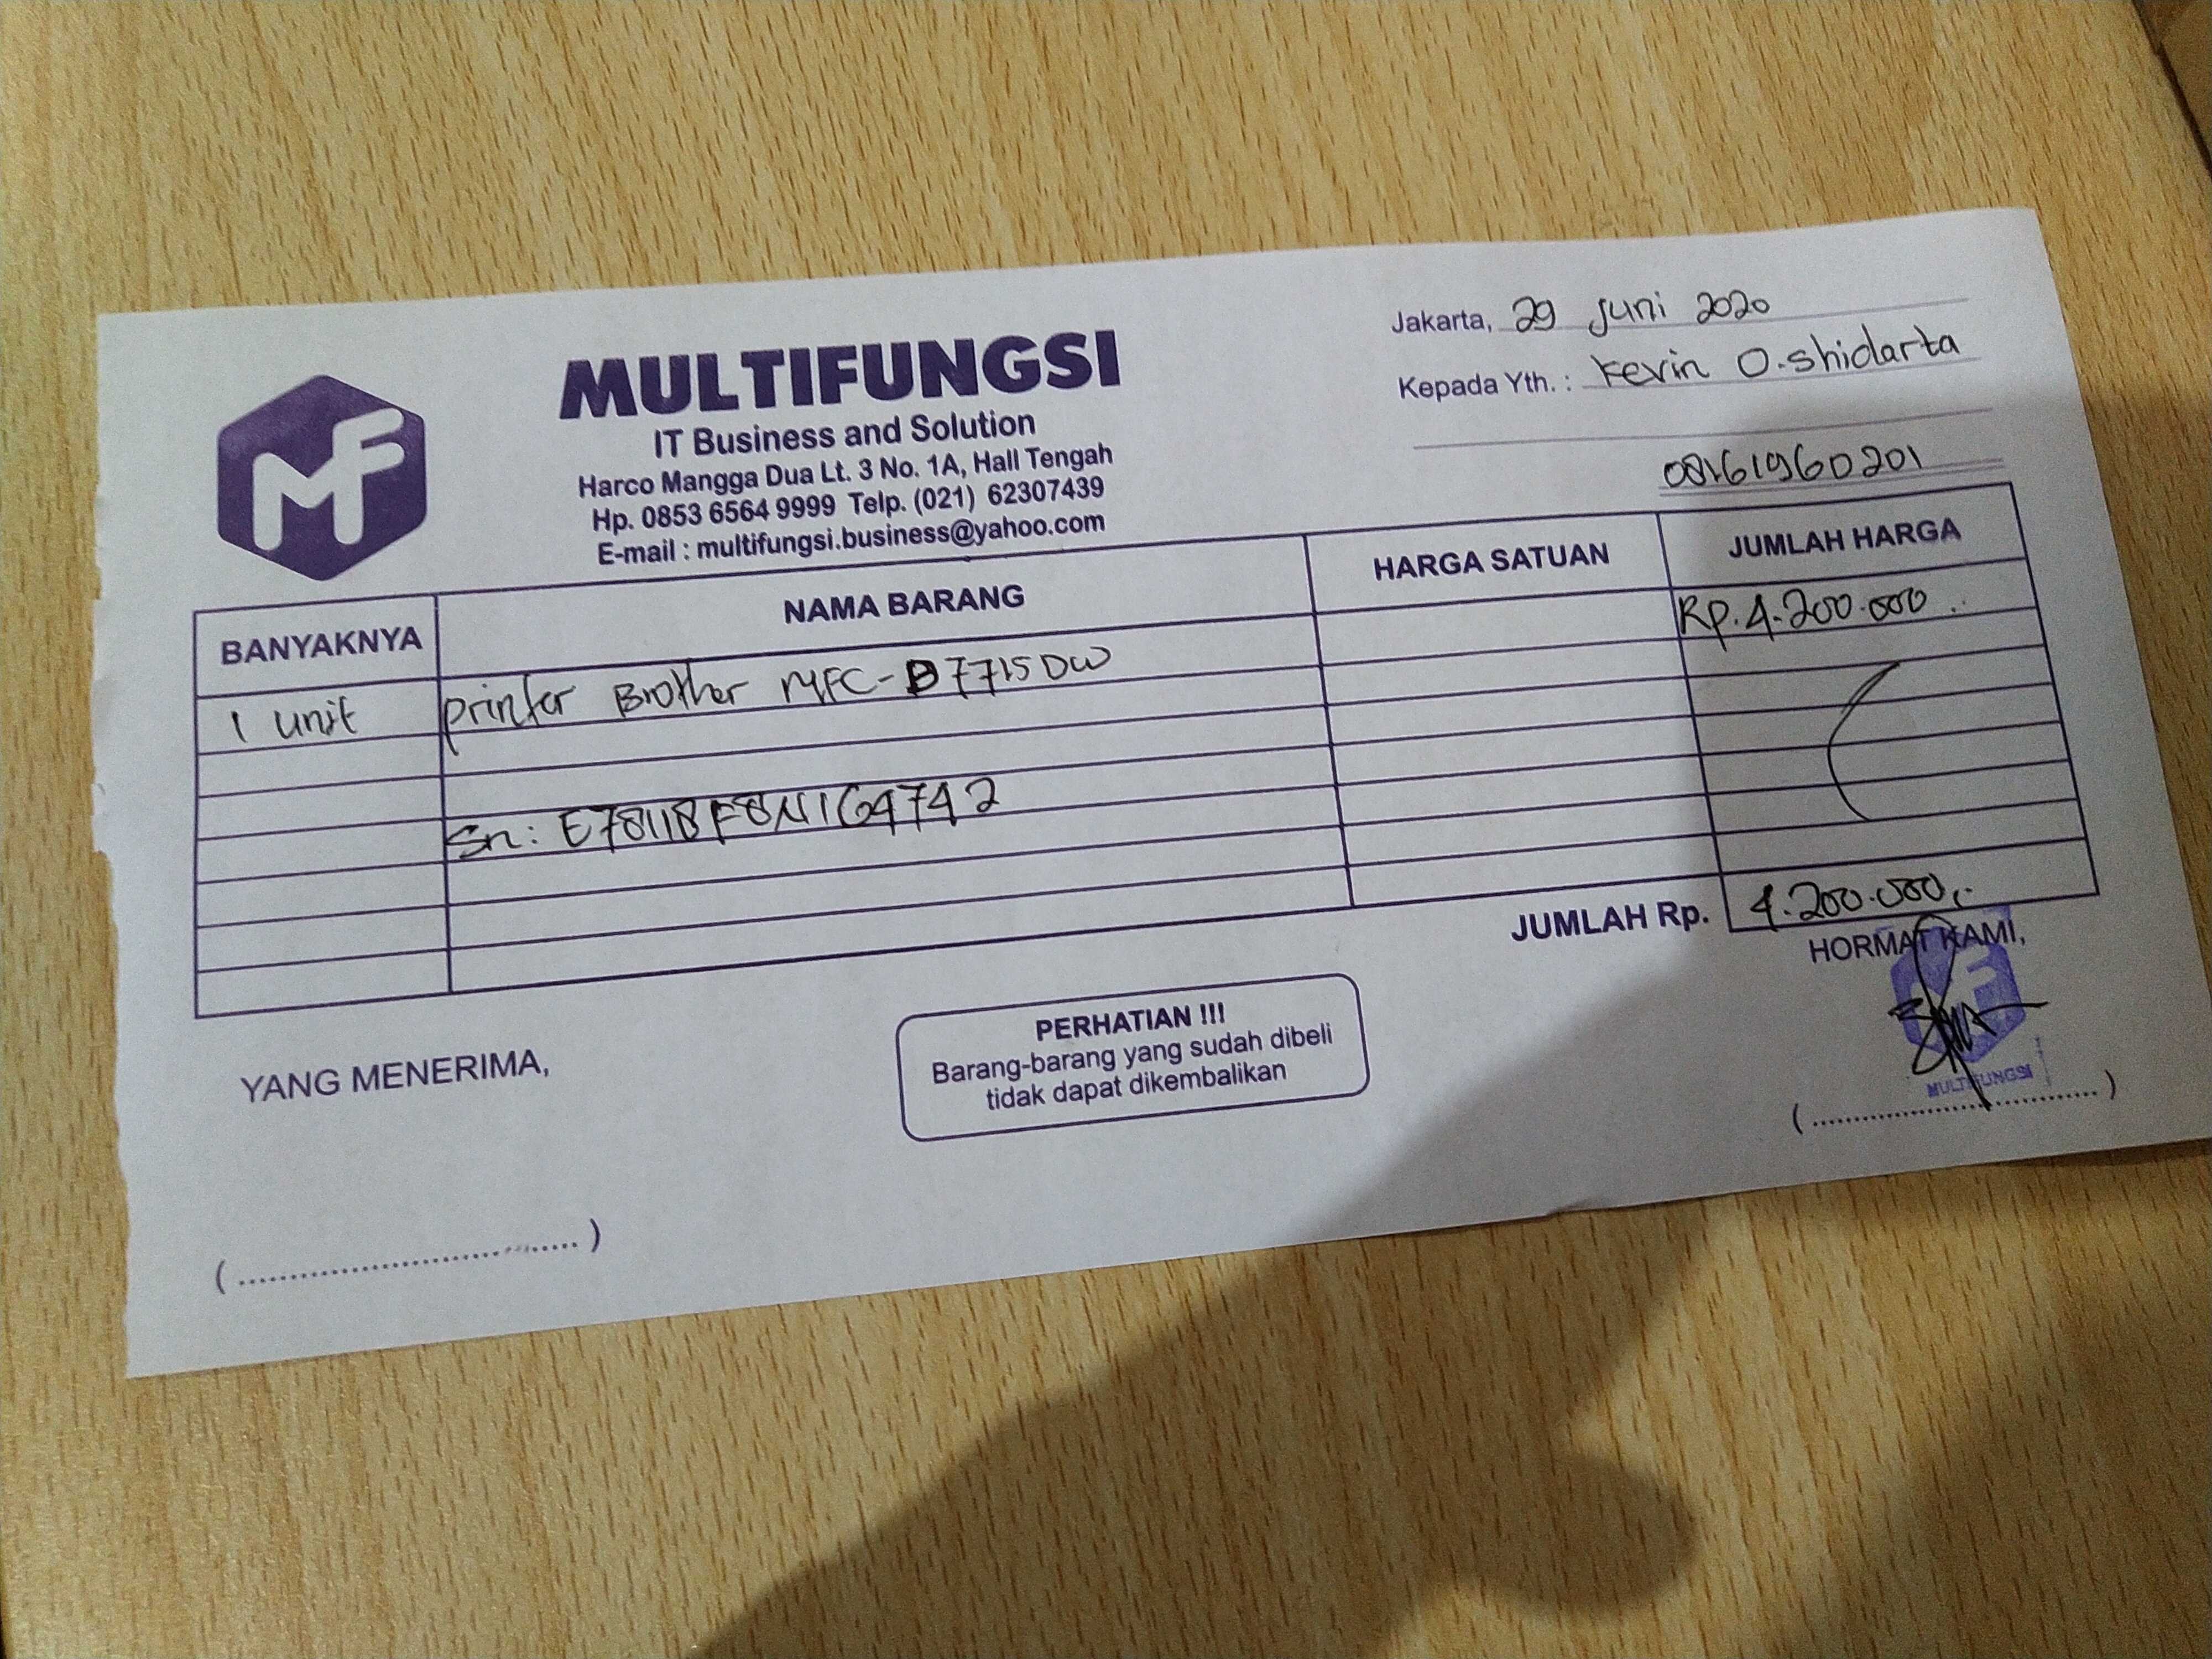 MF
MULTIFUNGSI
IT Business and Solution
Harco Mangga Dua Lt. 3 No. 1A, Hall Tengah
Hp. 0853 6564 9999 Telp. (021) 62307439
E-mail : multifungsi.business@yahoo.com
Jakarta, 29 Juni 2020
Kepada Yth. : Kevin O.shidarta
08161960201
BANYAKNYA NAMA BARANG HARGA SATUAN JUMLAH HARGA
1 unit printer Brother MFC-B7715DW Rp. 4.200.000
Sn: E78118F8N164742
JUMLAH Rp. 4.200.000
YANG MENERIMA,
PERHATIAN !!!
Barang-barang yang sudah dibeli
tidak dapat dikembalikan
HORMAT KAMI,
MF
MULTIFUNGSI
( .......................................... )
( .......................................... )